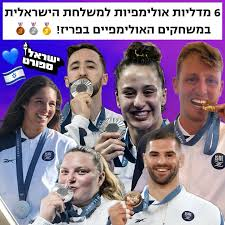 6 מדליות אולימפיות למשלחת הישראלית
במשחקים האולימפיים בפריז! 🥉🥈🥇
ישראל
ספורט